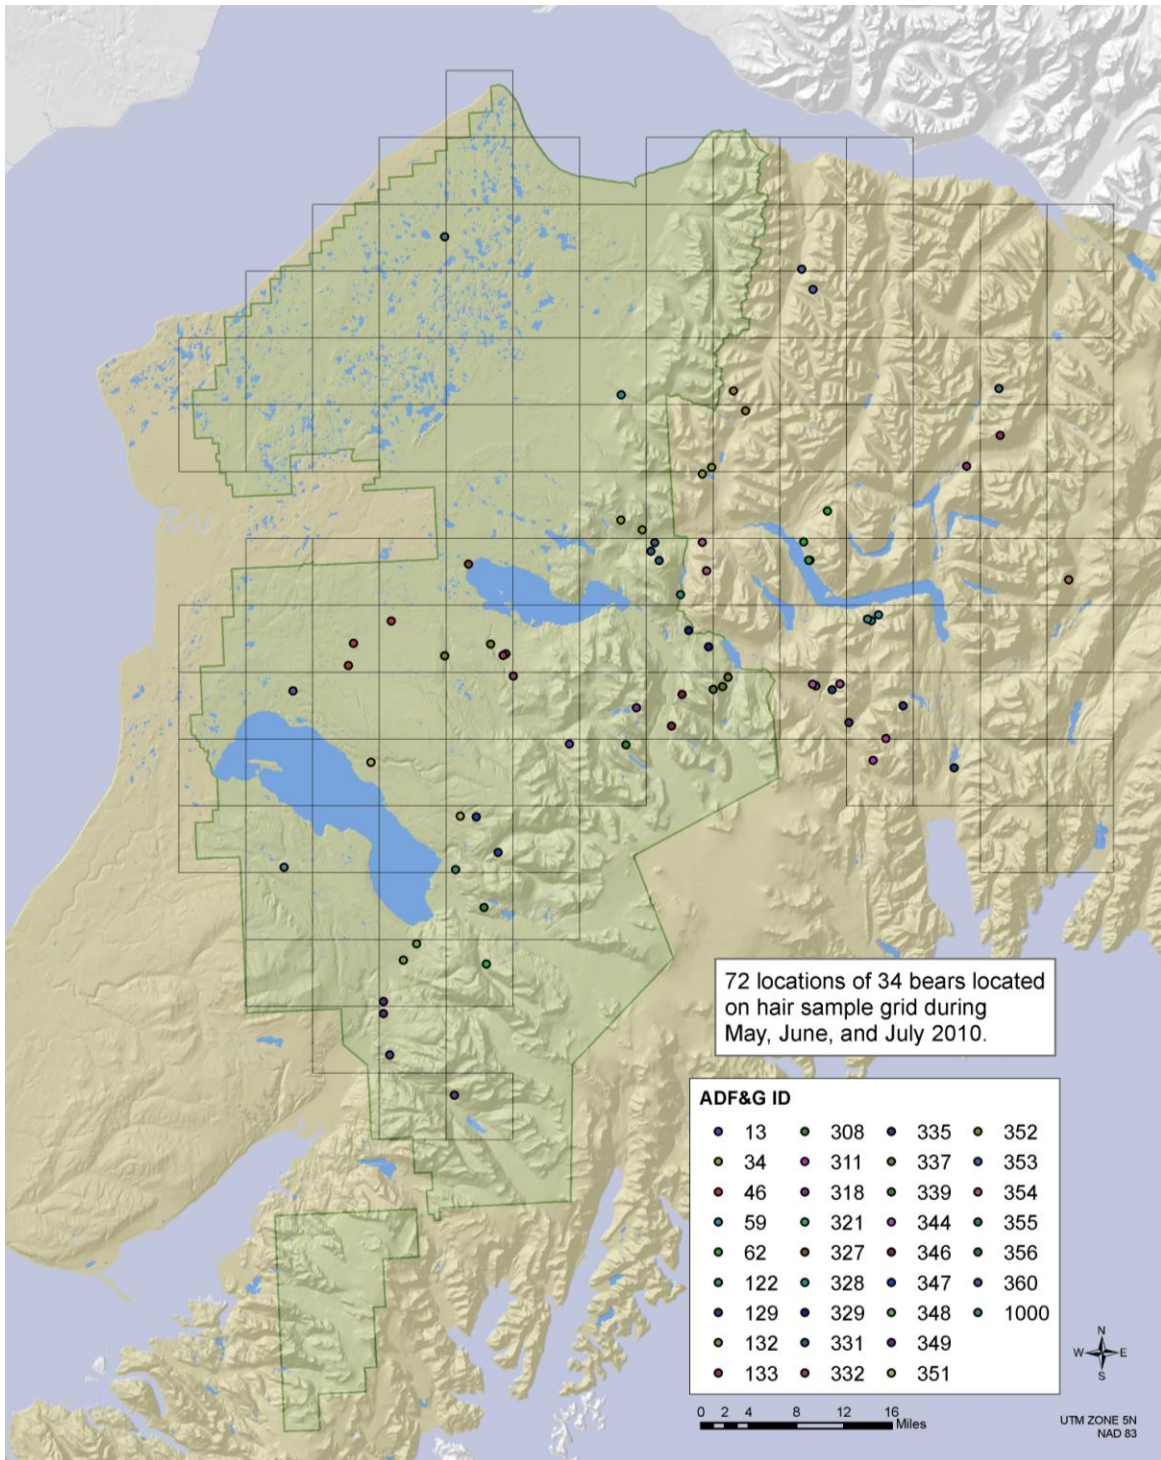 72 locations of 34 bears located
on hair sample grid during
May, June, and July 2010.
ADF&G ID
13 308 335 352
34 311 337 353
46 318 339 354
59 321 344 355
62 327 346 356
122 328 347 360
129 329 348 1000
132 331 349
133 332 351
N
W E
S
0 2 4 8 12 16
Miles
UTM ZONE 5N
NAD 83